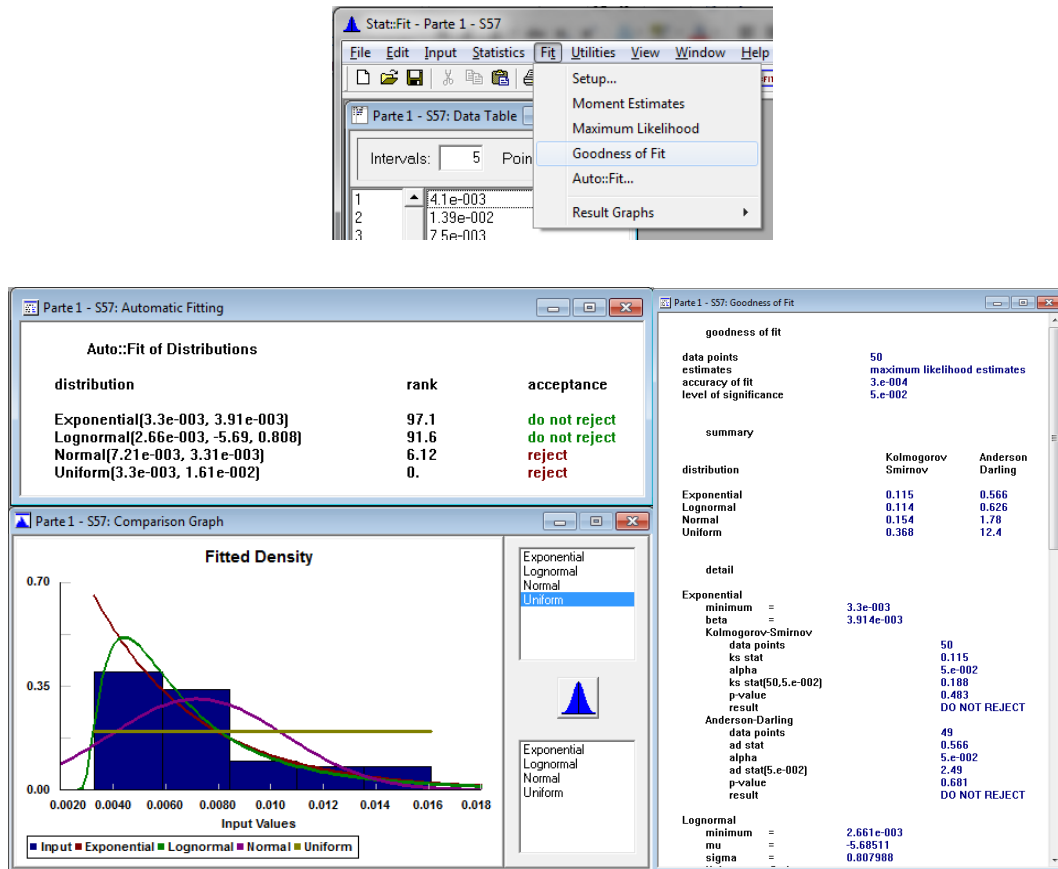 Stat::Fit - Parte 1 - S57
File Edit Input Statistics Fit Utilities View Window Help
Setup...
Moment Estimates
Maximum Likelihood
Goodness of Fit
Auto::Fit...
Result Graphs
Parte 1 - S57: Data Table
Intervals: 5 Poin
1 4.1e-003
2 1.39e-002
3 7.5e-003
Parte 1 - S57: Automatic Fitting
Auto::Fit of Distributions
distribution rank acceptance
Exponential(3.3e-003, 3.91e-003) 97.1 do not reject
Lognormal(2.66e-003, -5.69, 0.808) 91.6 do not reject
Normal(7.21e-003, 3.31e-003) 6.12 reject
Uniform(3.3e-003, 1.61e-002) 0. reject
Parte 1 - S57: Comparison Graph
Fitted Density
0.70
0.35
0.00
0.0020 0.0040 0.0060 0.0080 0.010 0.012 0.014 0.016 0.018
Input Values
Input Exponential Lognormal Normal Uniform
Exponential
Lognormal
Normal
Uniform
Exponential
Lognormal
Normal
Uniform
Parte 1 - S57: Goodness of Fit
goodness of fit
data points 50
estimates maximum likelihood estimates
accuracy of fit 3.e-004
level of significance 5.e-002
summary
Kolmogorov Anderson
distribution Smirnov Darling
Exponential 0.115 0.566
Lognormal 0.114 0.626
Normal 0.154 1.78
Uniform 0.368 12.4
detail
Exponential
minimum = 3.3e-003
beta = 3.914e-003
Kolmogorov-Smirnov
data points 50
ks stat 0.115
alpha 5.e-002
ks stat(50,5.e-002) 0.188
p-value 0.483
result DO NOT REJECT
Anderson-Darling
data points 49
ad stat 0.566
alpha 5.e-002
ad stat(5.e-002) 2.49
p-value 0.681
result DO NOT REJECT
Lognormal
minimum = 2.661e-003
mu = -5.68511
sigma = 0.807988